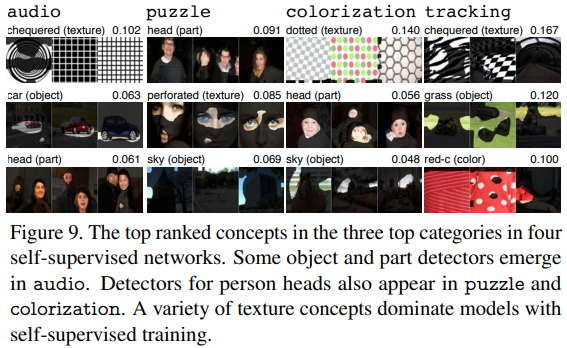 audio puzzle colorization tracking
chequered (texture) 0.102 head (part) 0.091 dotted (texture) 0.140 chequered (texture) 0.167
car (object) 0.063 perforated (texture) 0.085 head (part) 0.056 grass (object) 0.120
head (part) 0.061 sky (object) 0.069 sky (object) 0.048 red-c (color) 0.100
Figure 9. The top ranked concepts in the three top categories in four
self-supervised networks. Some object and part detectors emerge
in audio. Detectors for person heads also appear in puzzle and
colorization. A variety of texture concepts dominate models with
self-supervised training.